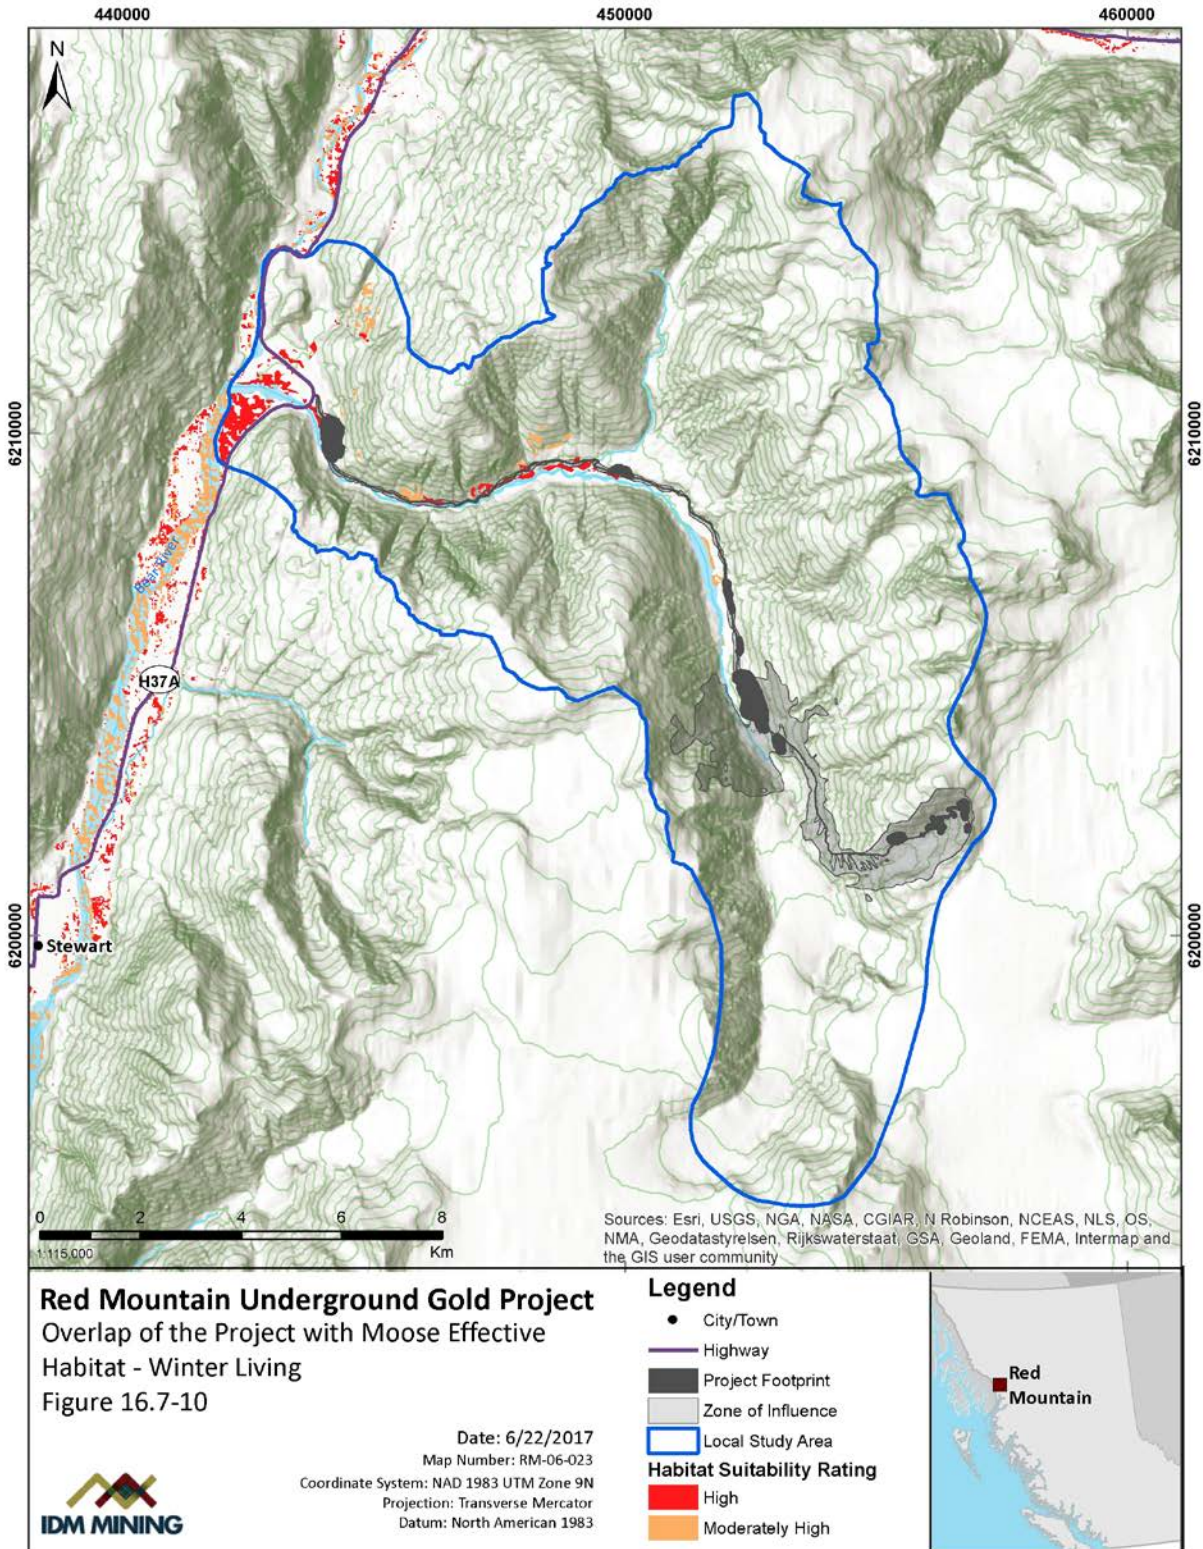 440000
450000
460000
N
6210000
6210000
Bear River
H37A
6200000
6200000
Stewart
0 2 4 6 8
1:115,000
Km
Sources: Esri, USGS, NGA, NASA, CGIAR, N Robinson, NCEAS, NLS, OS,
NMA, Geodatastyrelsen, Rijkswaterstaat, GSA, Geoland, FEMA, Intermap and
the GIS user community
Red Mountain Underground Gold Project
Overlap of the Project with Moose Effective
Habitat - Winter Living
Figure 16.7-10
Date: 6/22/2017
Map Number: RM-06-023
Coordinate System: NAD 1983 UTM Zone 9N
Projection: Transverse Mercator
Datum: North American 1983
IDM MINING
Legend
City/Town
Highway
Project Footprint
Zone of Influence
Local Study Area
Habitat Suitability Rating
High
Moderately High
Red
Mountain